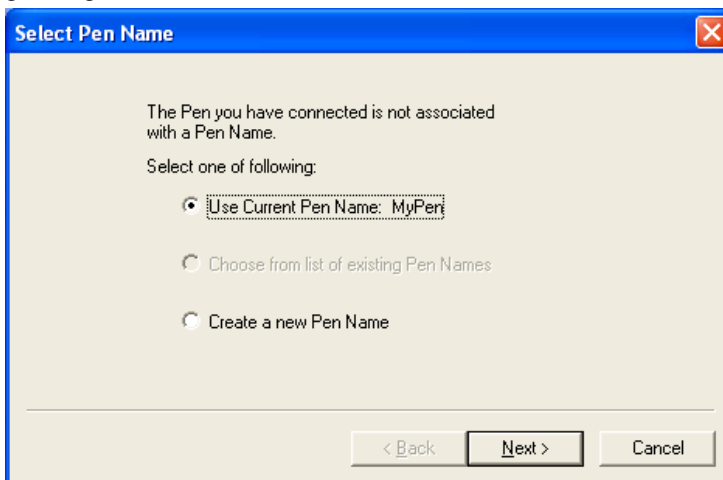 Select Pen Name
The Pen you have connected is not associated
with a Pen Name.
Select one of following:
Use Current Pen Name: MyPen
Choose from list of existing Pen Names
Create a new Pen Name
< Back
Next >
Cancel